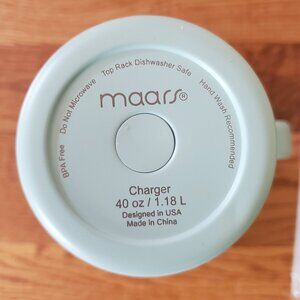 BPA Free Do Not Microwave Top Rack Dishwasher Safe Hand Wash Recommended
maars®
Charger
40 oz / 1.18 L
Designed in USA
Made in China